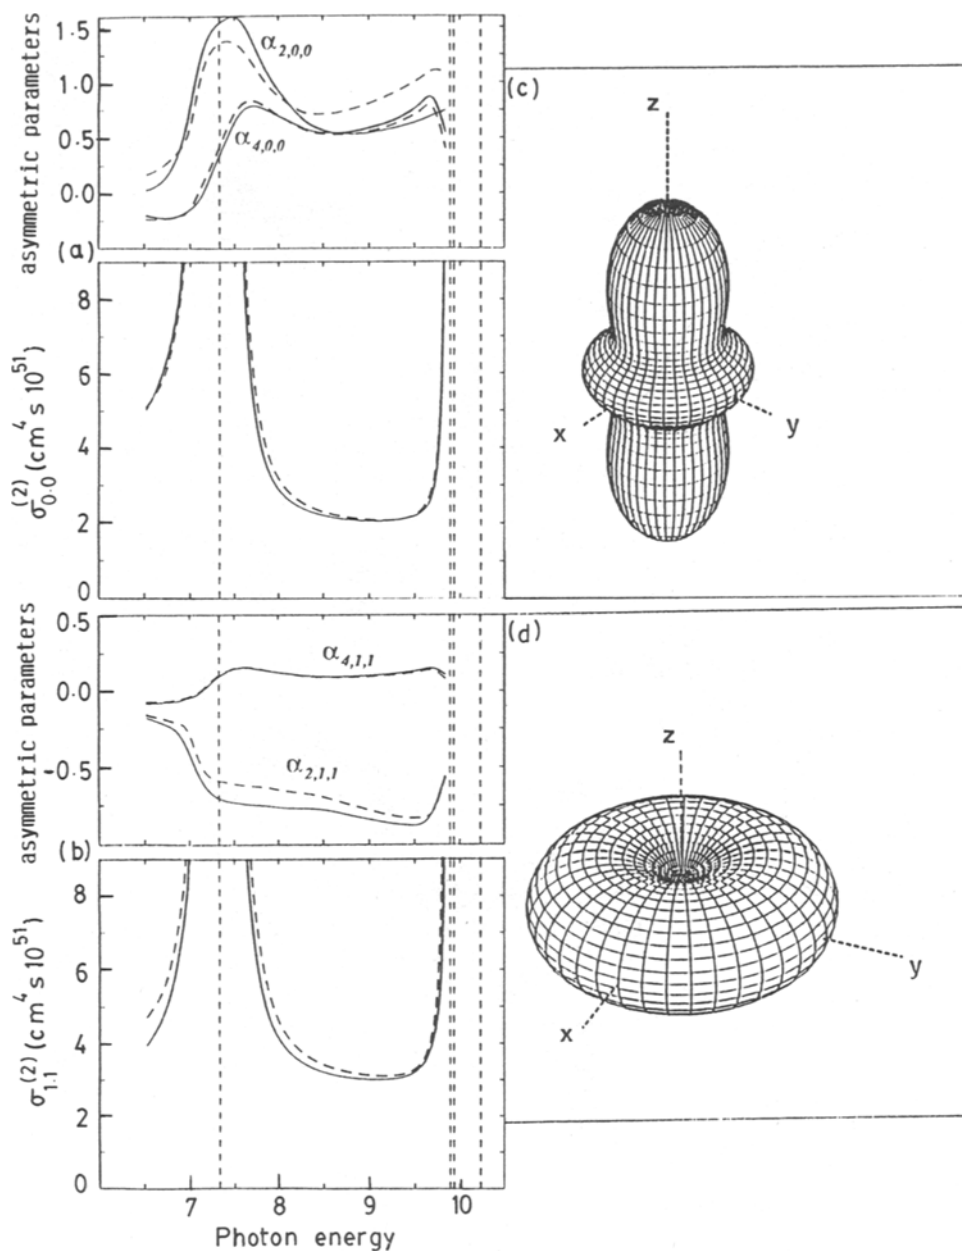 asymmetric parameters
1.5
1.0
0.5
0.0
α2,0,0
α4,0,0
(a)
σ0.0(2) (cm4 s 1051)
8
6
4
2
0
(c)
z
x
y
asymmetric parameters
0.5
0.0
-0.5
α4,1,1
α2,1,1
(b)
σ1.1(2) (cm4 s 1051)
8
6
4
2
0
7
8
9
10
Photon energy
(d)
z
x
y